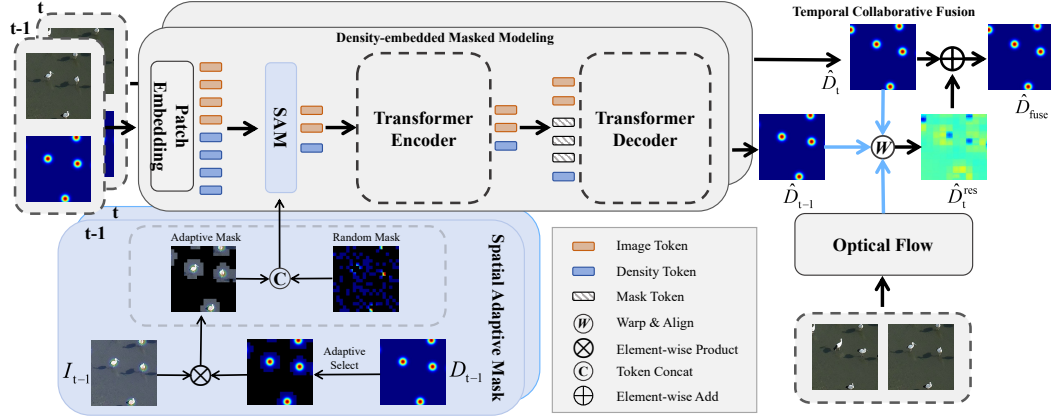 t
t-1
Density-embedded Masked Modeling
Patch
Embedding
SAM
Transformer
Encoder
Transformer
Decoder
Temporal Collaborative Fusion
D̂ₜ
D̂fuse
W
D̂ₜ₋₁
D̂ₜʳᵉˢ
Optical Flow
t
t-1
Adaptive Mask
Random Mask
C
Spatial Adaptive Mask
Iₜ₋₁
Adaptive
Select
Dₜ₋₁
Image Token
Density Token
Mask Token
W
Warp & Align
Element-wise Product
C
Token Concat
Element-wise Add